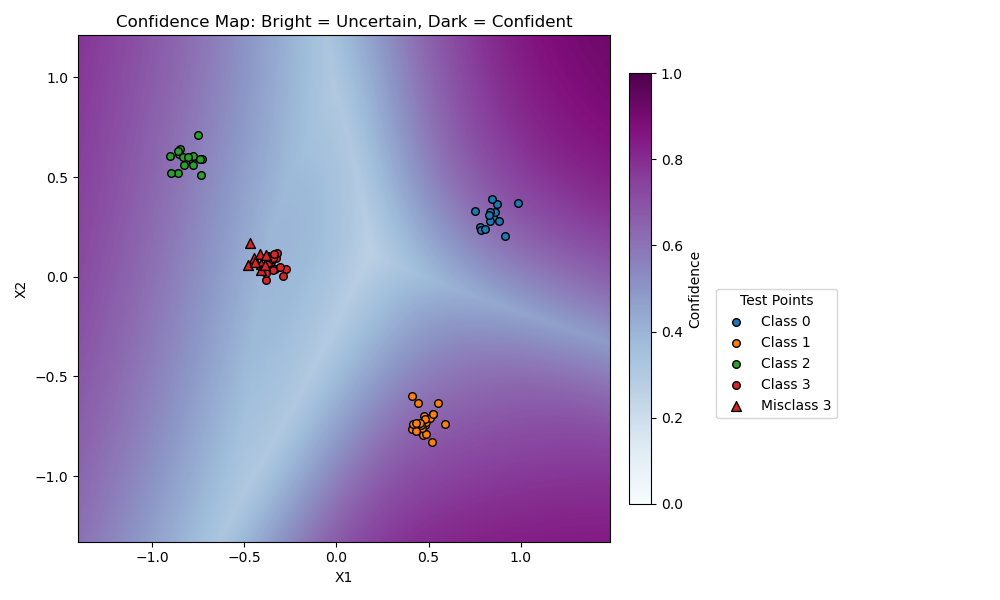 Confidence Map: Bright = Uncertain, Dark = Confident
X2
1.0
0.5
0.0
−0.5
−1.0
−1.0
−0.5
0.0
0.5
1.0
X1
1.0
0.8
0.6
0.4
0.2
0.0
Confidence
Test Points
Class 0
Class 1
Class 2
Class 3
Misclass 3